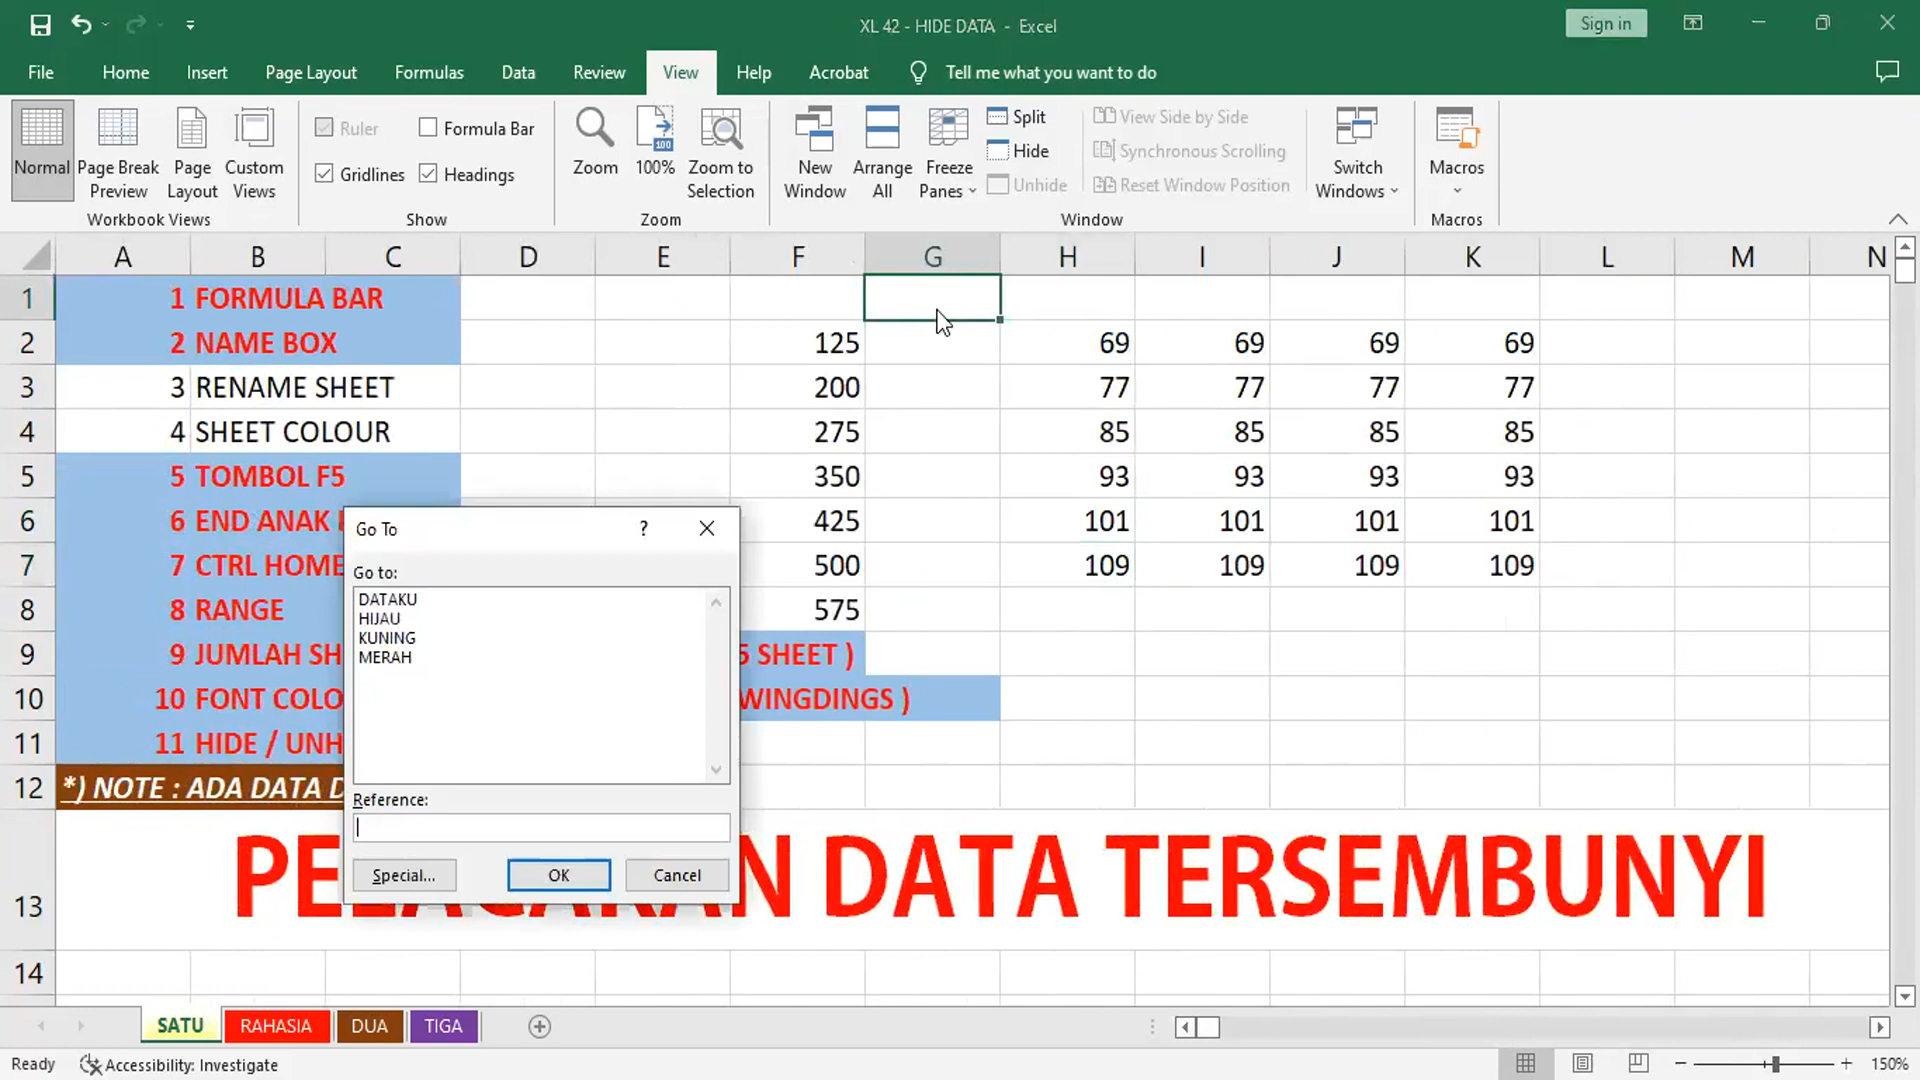 XL 42 - HIDE DATA - Excel
Sign in
File Home Insert Page Layout Formulas Data Review View Help Acrobat Tell me what you want to do
Normal
Page Break Preview
Page Layout
Custom Views
Workbook Views
Ruler
Formula Bar
Gridlines
Headings
Show
Zoom
100
100%
Zoom to Selection
Zoom
New Window
Arrange All
Freeze Panes
Split
Hide
Unhide
View Side by Side
Synchronous Scrolling
Reset Window Position
Switch Windows
Window
Macros
Macros
A B C D E F G H I J K L M N
1 1 FORMULA BAR
2 2 NAME BOX 125 69 69 69 69
3 3 RENAME SHEET 200 77 77 77 77
4 4 SHEET COLOUR 275 85 85 85 85
5 5 TOMBOL F5 350 93 93 93 93
6 6 END ANAK 425 101 101 101 101
7 7 CTRL HOME 500 109 109 109 109
8 8 RANGE 575
9 9 JUMLAH SH 5 SHEET )
10 10 FONT COLO WINGDINGS )
11 11 HIDE / UNH
12 *) NOTE : ADA DATA D
13 PELACAKAN DATA TERSEMBUNYI
14
Go To
?
Go to:
DATAKU
HIJAU
KUNING
MERAH
Reference:
Special...
OK
Cancel
SATU RAHASIA DUA TIGA
Ready
Accessibility: Investigate
150%